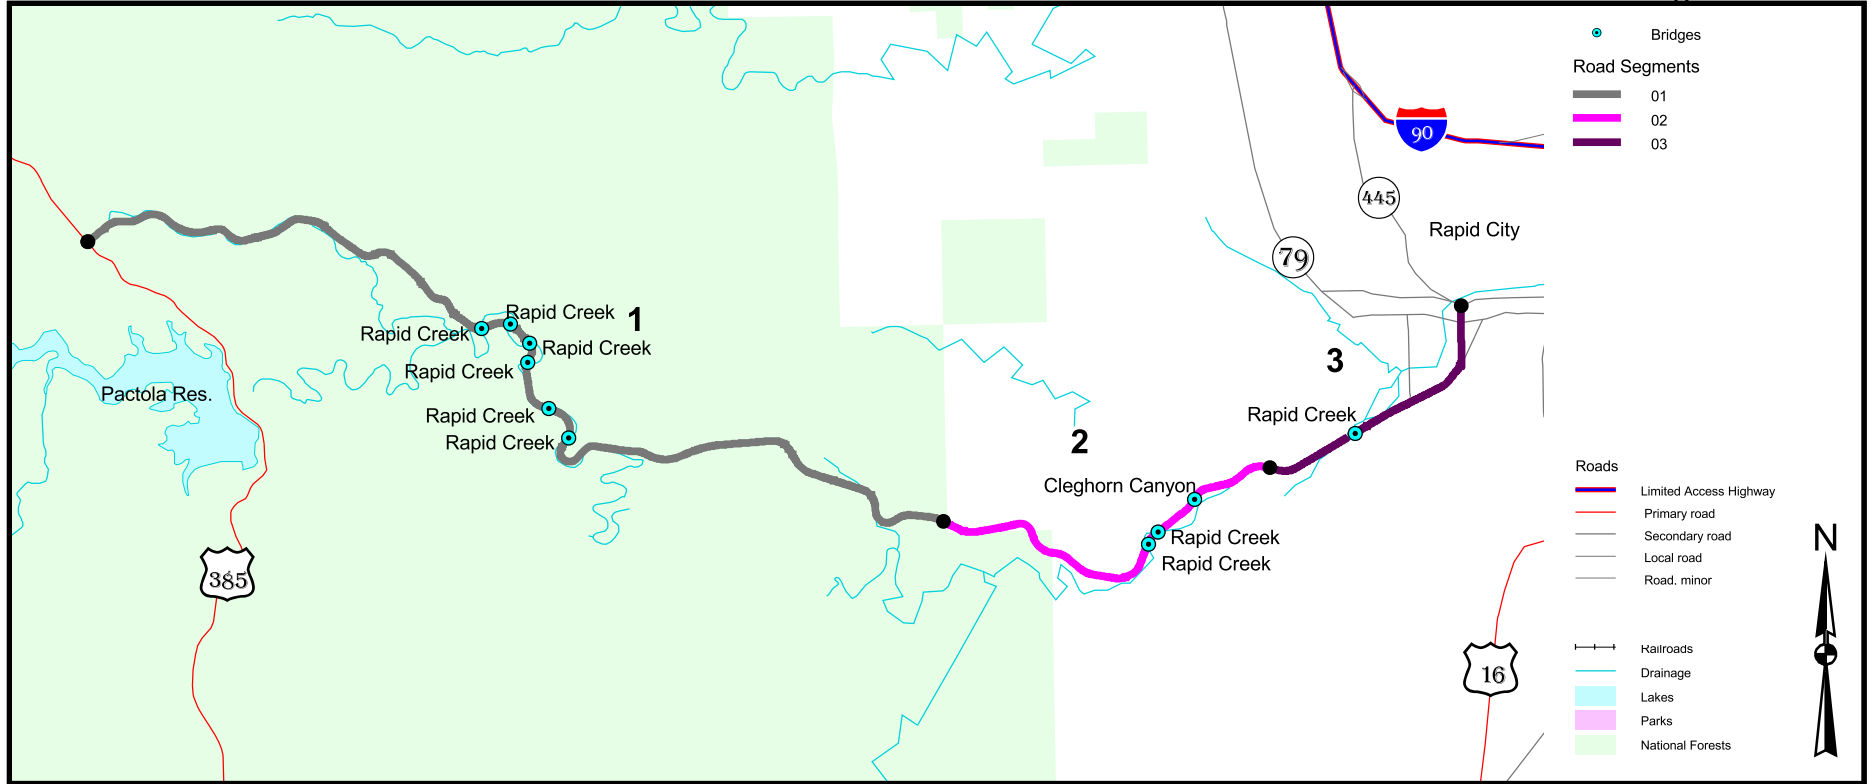 Bridges
Road Segments
01
02
03
90
445
Rapid City
79
Rapid Creek
1
Rapid Creek
Rapid Creek
Rapid Creek
3
Pactola Res.
Rapid Creek
Rapid Creek
Rapid Creek
2
Cleghorn Canyon
Rapid Creek
Rapid Creek
385
16
Roads
Limited Access Highway
Primary road
Secondary road
Local road
Road, minor
Railroads
Drainage
Lakes
Parks
National Forests
N